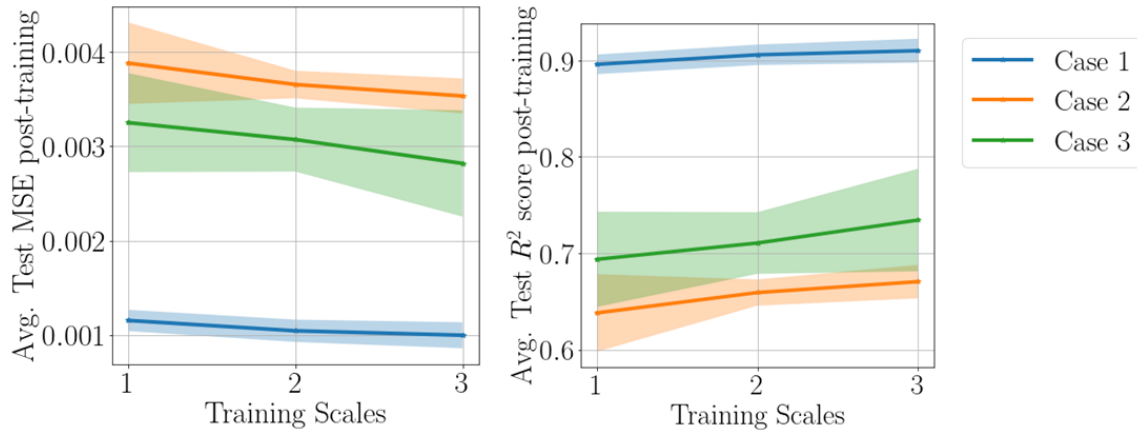 Avg. Test MSE post-training
0.004
0.003
0.002
0.001
1 2 3
Training Scales
Avg. Test R² score post-training
0.9
0.8
0.7
0.6
1 2 3
Training Scales
Case 1
Case 2
Case 3